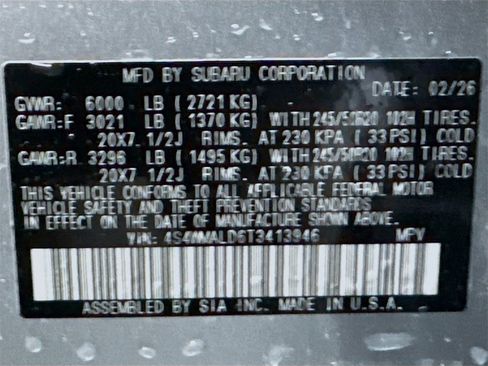 MFD BY SUBARU CORPORATION
DATE: 02/26
GVWR: 6000 LB (2721 KG)
GAWR:F 3021 LB (1370 KG) WITH 245/50R20 102H TIRES.
20X7 1/2J RIMS. AT 230 KPA (33 PSI) COLD
GAWR:R 3296 LB (1495 KG) WITH 245/50R20 102H TIRES.
20X7 1/2J RIMS. AT 230 KPA (33 PSI) COLD
THIS VEHICLE CONFORMS TO ALL APPLICABLE FEDERAL MOTOR
VEHICLE SAFETY AND THEFT PREVENTION STANDARDS
IN EFFECT ON THE DATE OF MANUFACTURE SHOWN ABOVE.
VIN: MPV
ASSEMBLED BY SIA INC. MADE IN U.S.A.